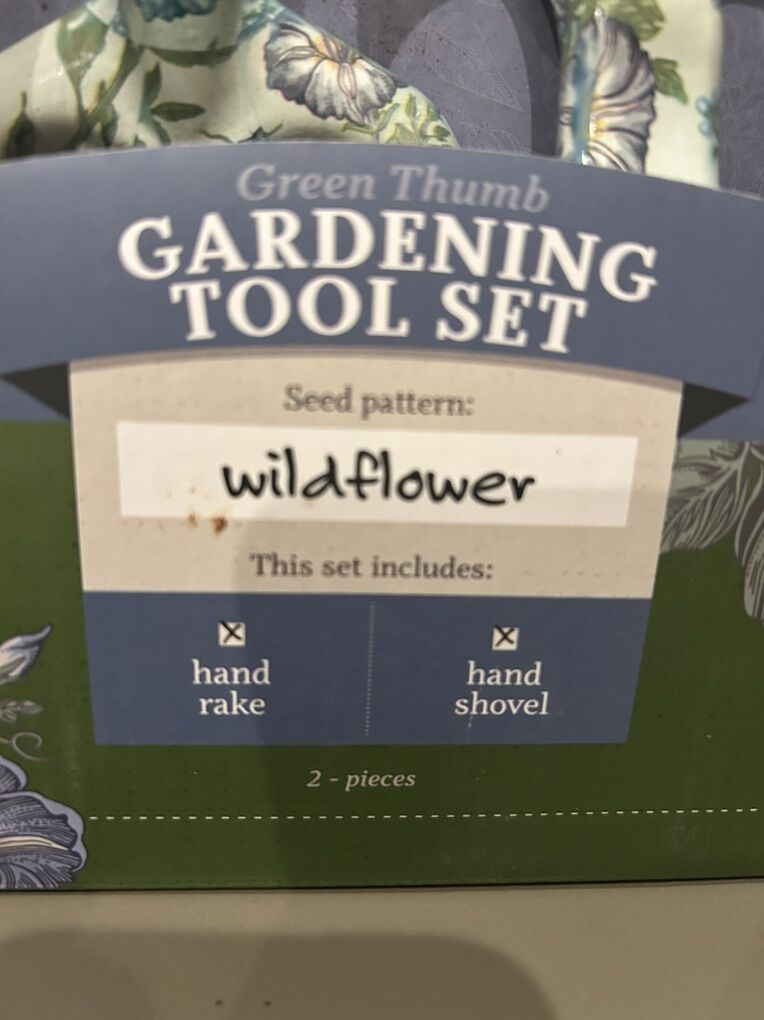 Green Thumb
GARDENING
TOOL SET
Seed pattern:
wildflower
This set includes:
hand
rake
hand
shovel
2 - pieces